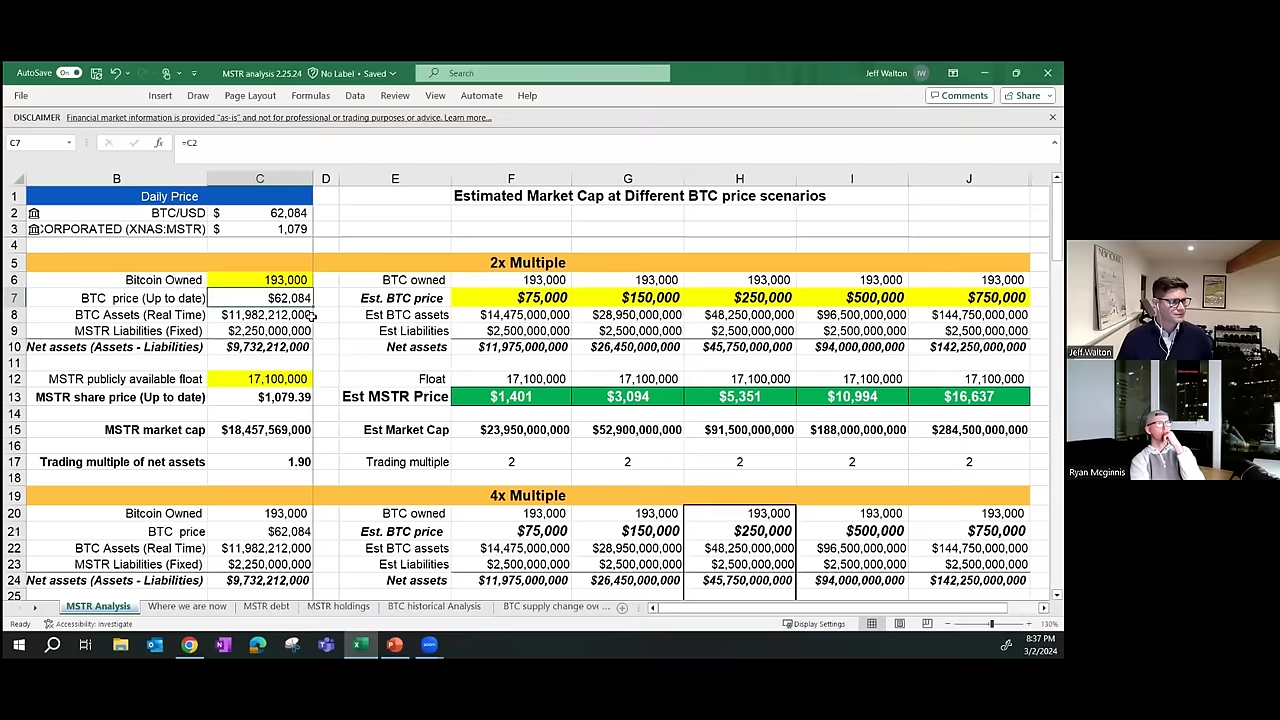 AutoSave On MSTR analysis 2.25.24 No Label • Saved Search Jeff Walton JW
File Insert Draw Page Layout Formulas Data Review View Automate Help Comments Share
DISCLAIMER Financial market information is provided "as-is" and not for professional or trading purposes or advice. Learn more...
C7 fx =C2
B C D E F G H I J
1 Daily Price Estimated Market Cap at Different BTC price scenarios
2 BTC/USD $ 62,084
3 CORPORATED (XNAS:MSTR) $ 1,079
4
5 2x Multiple
6 Bitcoin Owned 193,000 BTC owned 193,000 193,000 193,000 193,000 193,000
7 BTC price (Up to date) $62,084 Est. BTC price $75,000 $150,000 $250,000 $500,000 $750,000
8 BTC Assets (Real Time) $11,982,212,000 Est BTC assets $14,475,000,000 $28,950,000,000 $48,250,000,000 $96,500,000,000 $144,750,000,000
9 MSTR Liabilities (Fixed) $2,250,000,000 Est Liabilities $2,500,000,000 $2,500,000,000 $2,500,000,000 $2,500,000,000 $2,500,000,000
10 Net assets (Assets - Liabilities) $9,732,212,000 Net assets $11,975,000,000 $26,450,000,000 $45,750,000,000 $94,000,000,000 $142,250,000,000
11
12 MSTR publicly available float 17,100,000 Float 17,100,000 17,100,000 17,100,000 17,100,000 17,100,000
13 MSTR share price (Up to date) $1,079.39 Est MSTR Price $1,401 $3,094 $5,351 $10,994 $16,637
14
15 MSTR market cap $18,457,569,000 Est Market Cap $23,950,000,000 $52,900,000,000 $91,500,000,000 $188,000,000,000 $284,500,000,000
16
17 Trading multiple of net assets 1.90 Trading multiple 2 2 2 2 2
18
19 4x Multiple
20 Bitcoin Owned 193,000 BTC owned 193,000 193,000 193,000 193,000 193,000
21 BTC price $62,084 Est. BTC price $75,000 $150,000 $250,000 $500,000 $750,000
22 BTC Assets (Real Time) $11,982,212,000 Est BTC assets $14,475,000,000 $28,950,000,000 $48,250,000,000 $96,500,000,000 $144,750,000,000
23 MSTR Liabilities (Fixed) $2,250,000,000 Est Liabilities $2,500,000,000 $2,500,000,000 $2,500,000,000 $2,500,000,000 $2,500,000,000
24 Net assets (Assets - Liabilities) $9,732,212,000 Net assets $11,975,000,000 $26,450,000,000 $45,750,000,000 $94,000,000,000 $142,250,000,000
25
MSTR Analysis Where we are now MSTR debt MSTR holdings BTC historical Analysis BTC supply change ov ...
Ready Accessibility: Investigate Display Settings 130%
8:37 PM
3/2/2024
Jeff.Walton
Ryan Mcginnis